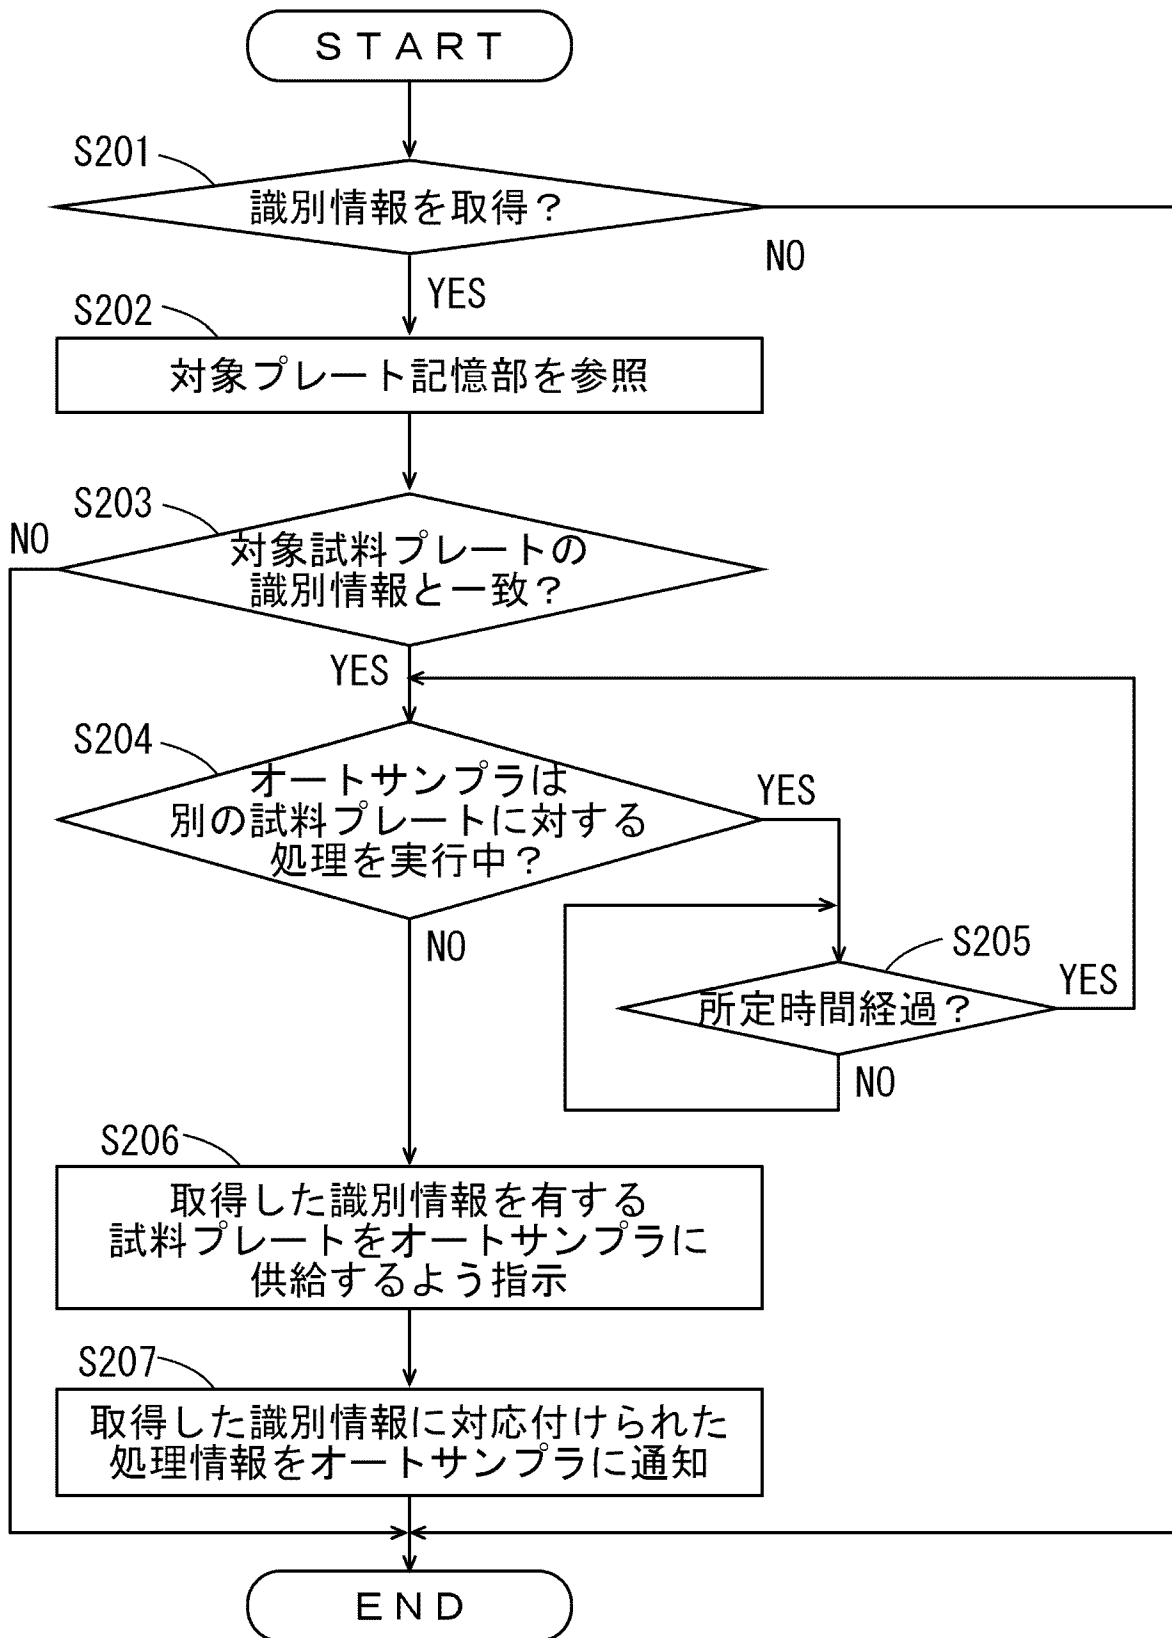 START
S201
識別情報を取得？
NO
YES
S202
対象プレート記憶部を参照
S203
NO
対象試料プレートの
識別情報と一致？
YES
S204
オートサンプラは
別の試料プレートに対する
処理を実行中？
YES
NO
S205
所定時間経過？
YES
NO
S206
取得した識別情報を有する
試料プレートをオートサンプラに
供給するよう指示
S207
取得した識別情報に対応付けられた
処理情報をオートサンプラに通知
END